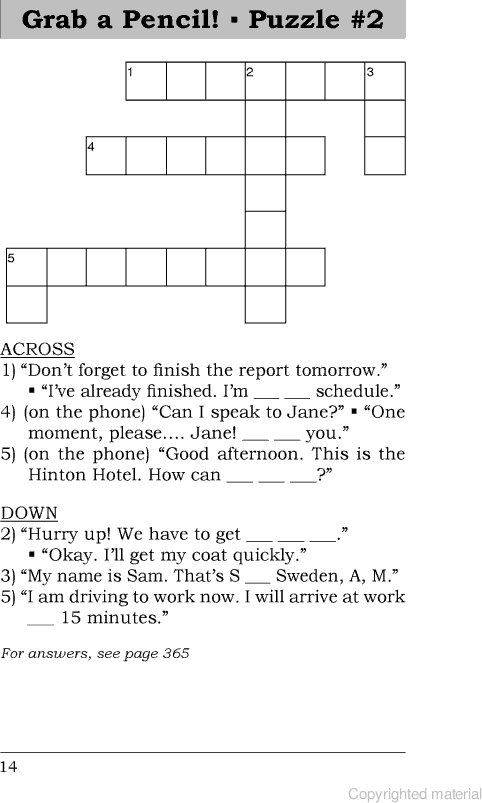 Grab a Pencil! ▪ Puzzle #2
1 2 3
4
5
ACROSS
1) “Don’t forget to finish the report tomorrow.”
▪ “I’ve already finished. I’m ___ ___ schedule.”
4) (on the phone) “Can I speak to Jane?” ▪ “One
moment, please.... Jane! ___ ___ you.”
5) (on the phone) “Good afternoon. This is the
Hinton Hotel. How can ___ ___ ___?”
DOWN
2) “Hurry up! We have to get ___ ___ ___.”
▪ “Okay. I’ll get my coat quickly.”
3) “My name is Sam. That’s S ___ Sweden, A, M.”
5) “I am driving to work now. I will arrive at work
___ 15 minutes.”
For answers, see page 365
14
Copyrighted material